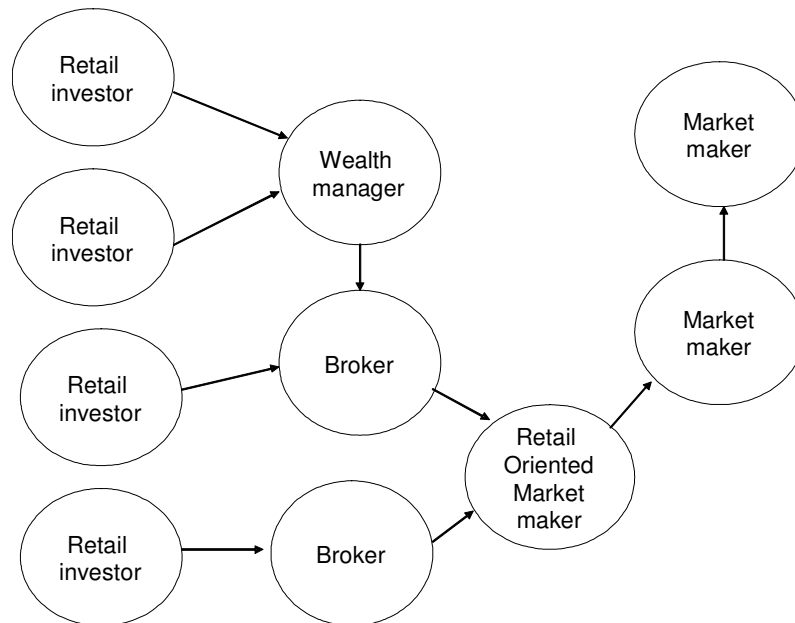 Retail
investor
Wealth
manager
Market
maker
Retail
investor
Market
maker
Retail
investor
Broker
Retail
Oriented
Market
maker
Retail
investor
Broker